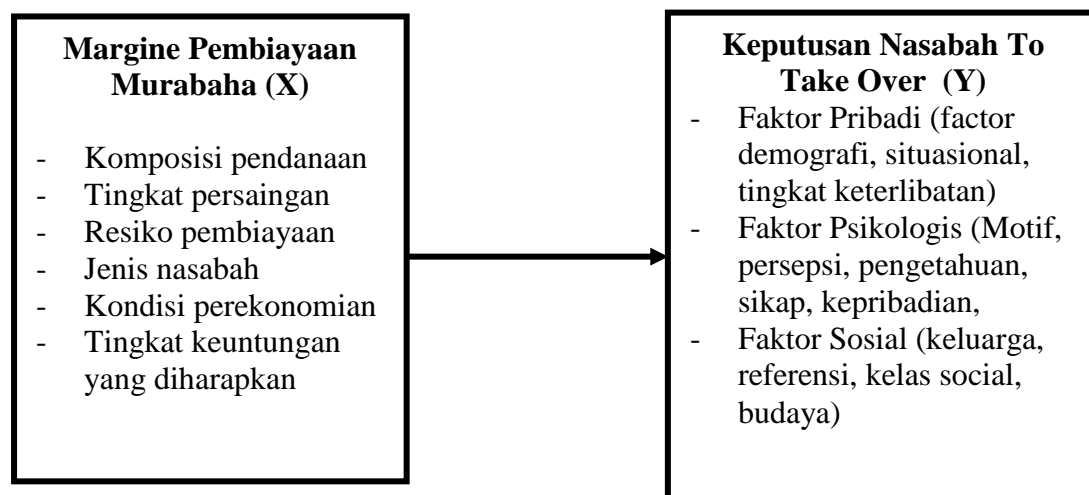 Margine Pembiayaan
Murabaha (X)
- Komposisi pendanaan
- Tingkat persaingan
- Resiko pembiayaan
- Jenis nasabah
- Kondisi perekonomian
- Tingkat keuntungan
yang diharapkan
Keputusan Nasabah To
Take Over (Y)
- Faktor Pribadi (factor
demografi, situasional,
tingkat keterlibatan)
- Faktor Psikologis (Motif,
persepsi, pengetahuan,
sikap, kepribadian,
- Faktor Sosial (keluarga,
referensi, kelas social,
budaya)